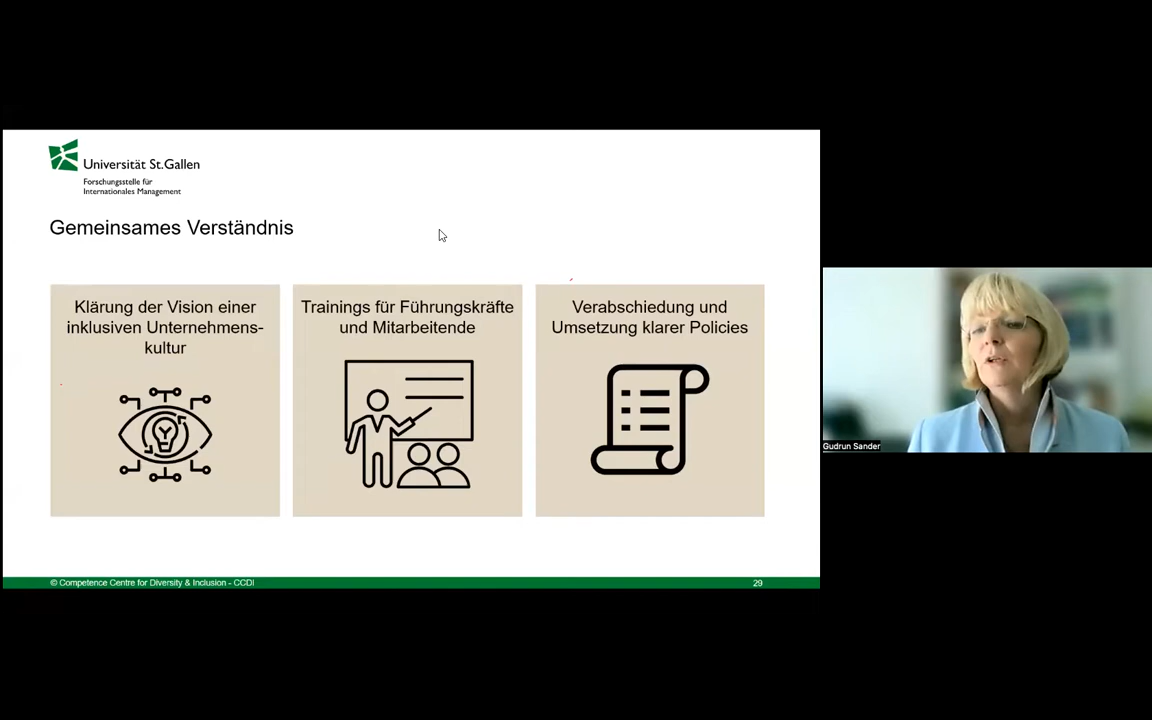 Universität St.Gallen
Forschungsstelle für
Internationales Management
Gemeinsames Verständnis
Klärung der Vision einer
inklusiven Unternehmens-
kultur
Trainings für Führungskräfte
und Mitarbeitende
Verabschiedung und
Umsetzung klarer Policies
Gudrun Sander
© Competence Centre for Diversity & Inclusion - CCDI
29